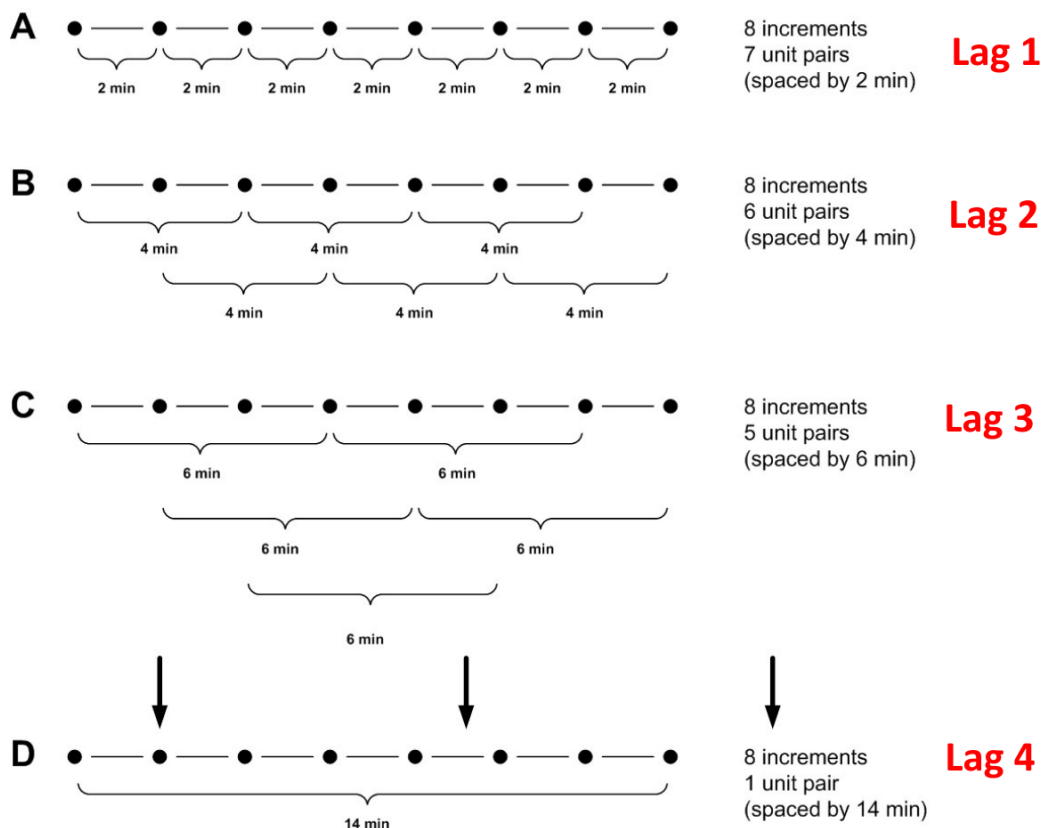 A
2 min 2 min 2 min 2 min 2 min 2 min 2 min
8 increments
7 unit pairs
(spaced by 2 min)
Lag 1
B
4 min 4 min 4 min
4 min 4 min 4 min
8 increments
6 unit pairs
(spaced by 4 min)
Lag 2
C
6 min 6 min
6 min 6 min
6 min
8 increments
5 unit pairs
(spaced by 6 min)
Lag 3
D
14 min
8 increments
1 unit pair
(spaced by 14 min)
Lag 4